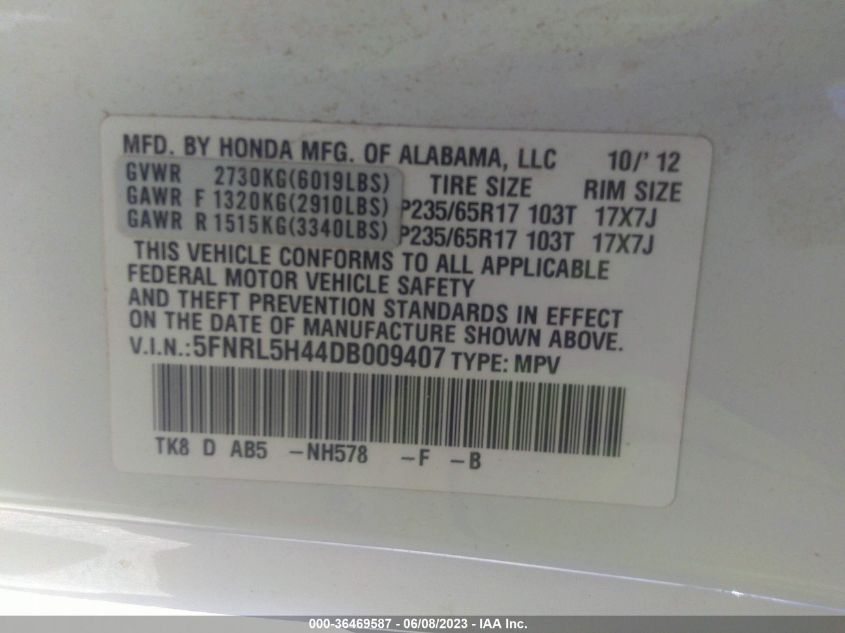 MFD. BY HONDA MFG. OF ALABAMA, LLC 10/' 12
GVWR 2730KG(6019LBS) TIRE SIZE RIM SIZE
GAWR F 1320KG(2910LBS) P235/65R17 103T 17X7J
GAWR R 1515KG(3340LBS) P235/65R17 103T 17X7J
THIS VEHICLE CONFORMS TO ALL APPLICABLE
FEDERAL MOTOR VEHICLE SAFETY
AND THEFT PREVENTION STANDARDS IN EFFECT
ON THE DATE OF MANUFACTURE SHOWN ABOVE.
V.I.N.:5FNRL5H44DB009407 TYPE: MPV
TK8 D AB5 -NH578 -F -B
000-36469587 - 06/08/2023 - IAA Inc.